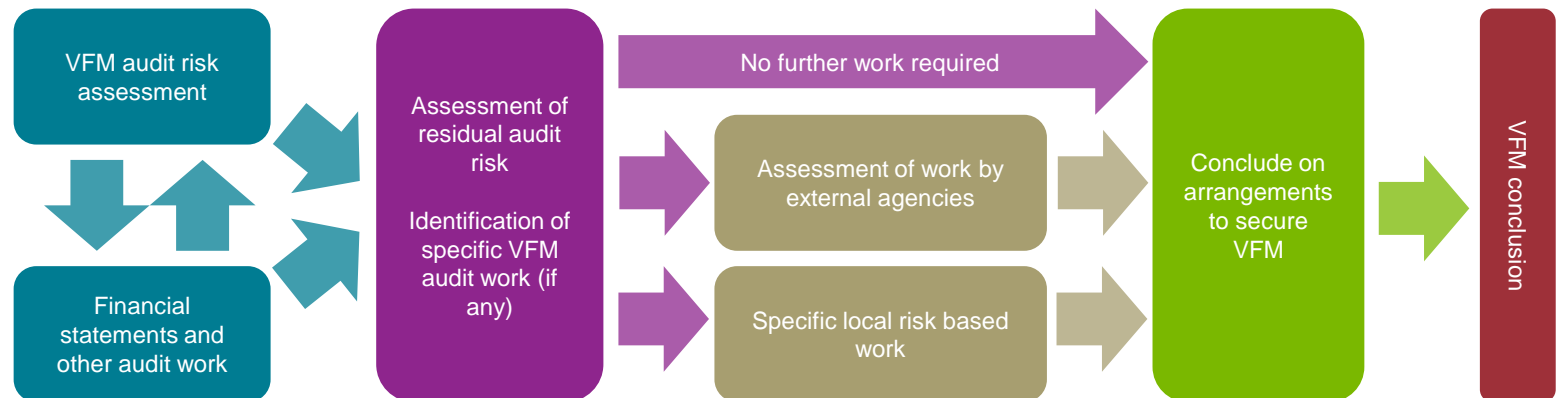 VFM audit risk
assessment
Financial
statements and
other audit work
Assessment of
residual audit
risk
Identification of
specific VFM
audit work (if
any)
No further work required
Assessment of work by
external agencies
Specific local risk based
work
Conclude on
arrangements
to secure
VFM
VFM conclusion